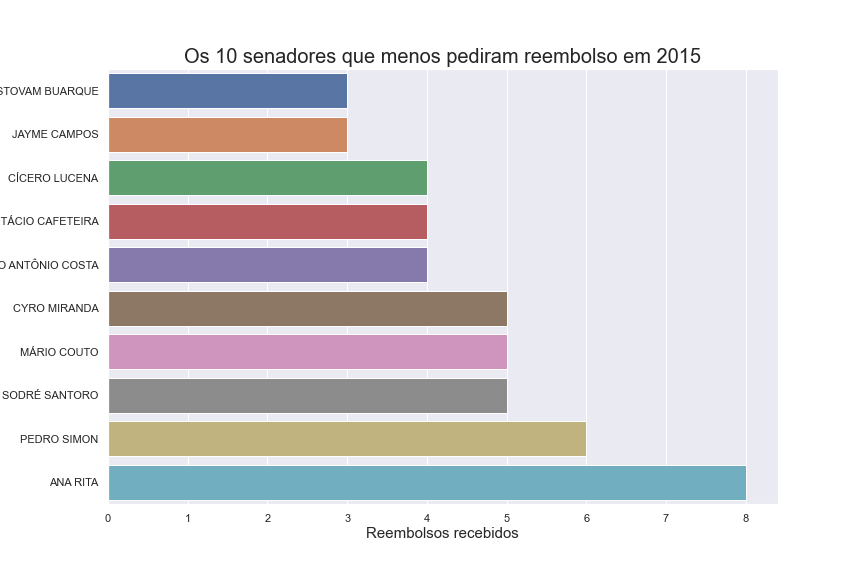 Os 10 senadores que menos pediram reembolso em 2015
STOVAM BUARQUE
JAYME CAMPOS
CÍCERO LUCENA
TÁCIO CAFETEIRA
O ANTÔNIO COSTA
CYRO MIRANDA
MÁRIO COUTO
SODRÉ SANTORO
PEDRO SIMON
ANA RITA
0 1 2 3 4 5 6 7 8
Reembolsos recebidos